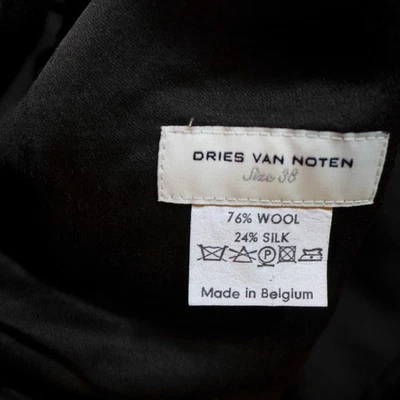 DRIES VAN NOTEN
Size 38
76% WOOL
24% SILK
P
Made in Belgium